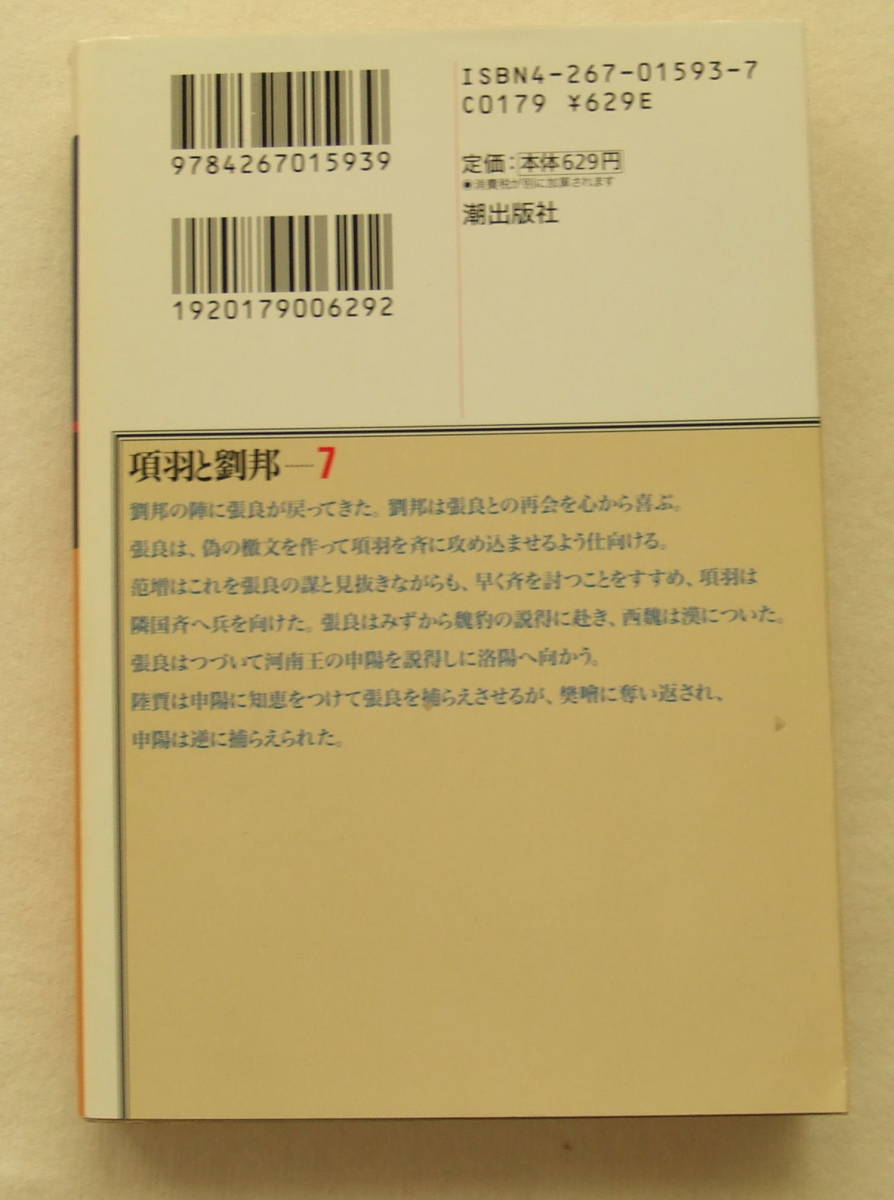 9784267015939
1920179006292
ISBN4-267-01593-7
C0179 ¥629E
定価：本体629円
●消費税が別に加算されます
潮出版社
項羽と劉邦—7
劉邦の陣に張良が戻ってきた。劉邦は張良との再会を心から喜ぶ。
張良は、偽の檄文を作って項羽を斉に攻め込ませるよう仕向ける。
范増はこれを張良の謀と見抜きながらも、早く斉を討つことをすすめ、項羽は
隣国斉へ兵を向けた。張良はみずから魏豹の説得に赴き、西魏は漢についた。
張良はつづいて河南王の申陽を説得しに洛陽へ向かう。
陸賈は申陽に知恵をつけて張良を捕らえさせるが、樊噲に奪い返され、
申陽は逆に捕らえられた。